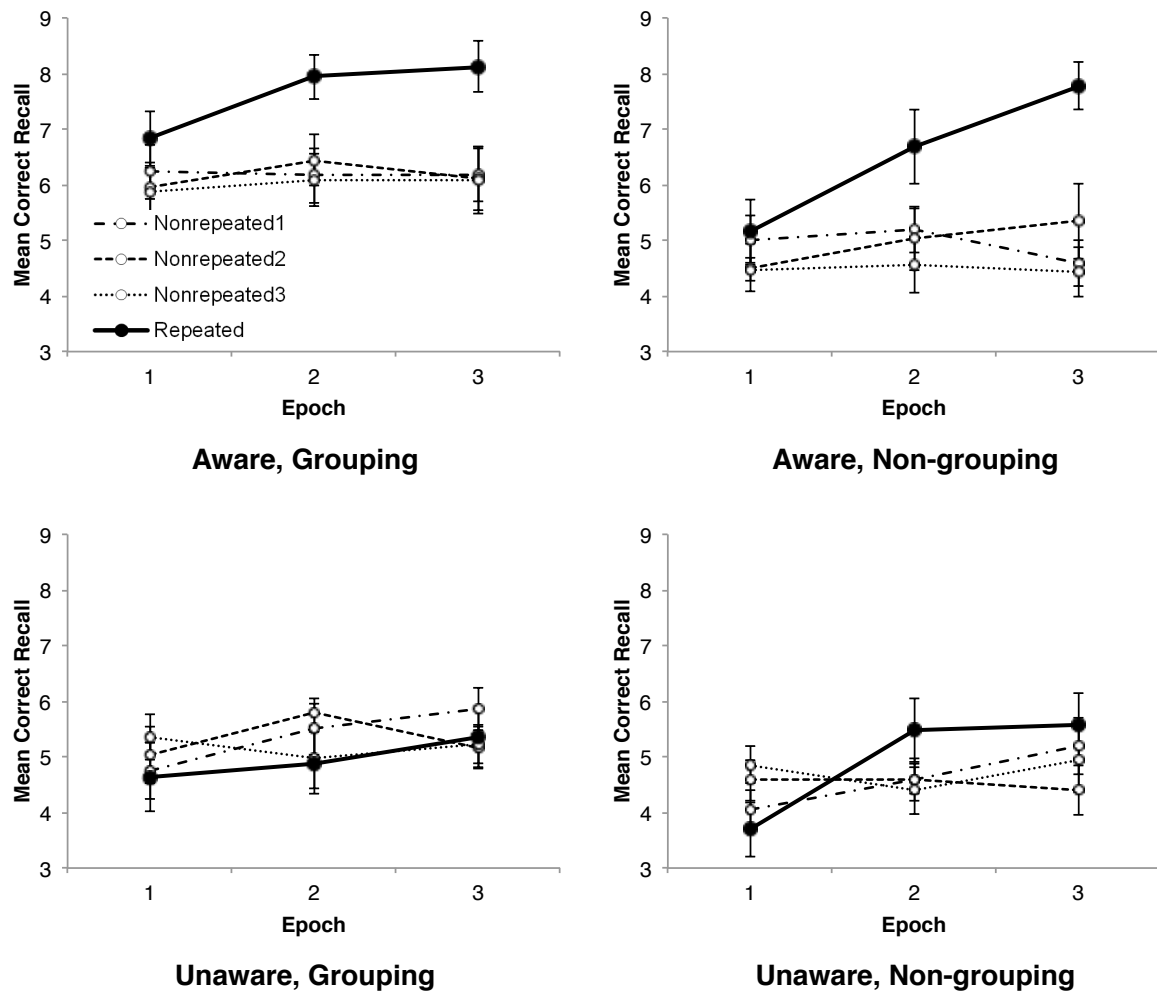 9
8
7
6
5
4
3
Mean Correct Recall
Nonrepeated1
Nonrepeated2
Nonrepeated3
Repeated
1 2 3
Epoch
Aware, Grouping
9
8
7
6
5
4
3
Mean Correct Recall
1 2 3
Epoch
Aware, Non-grouping
9
8
7
6
5
4
3
Mean Correct Recall
1 2 3
Epoch
Unaware, Grouping
9
8
7
6
5
4
3
Mean Correct Recall
1 2 3
Epoch
Unaware, Non-grouping